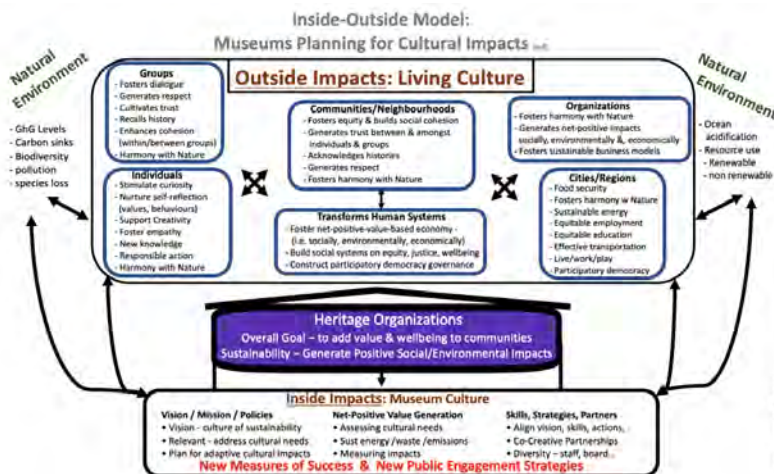 Inside-Outside Model:
Museums Planning for Cultural Impacts
Natural
Environment
- GhG Levels
- Carbon sinks
- Biodiversity
- pollution
- species loss
Outside Impacts: Living Culture
Groups
- Fosters dialogue
- Generates respect
- Cultivates trust
- Recalls history
- Enhances cohesion
(within/between groups)
- Harmony with Nature
Individuals
- Stimulate curiosity
- Nurture self-reflection
(values, behaviours)
- Support Creativity
- Foster empathy
- New knowledge
- Responsible action
- Harmony with Nature
Communities/Neighbourhoods
- Fosters equity & builds social cohesion
- Generates trust between & amongst
individuals & groups
- Acknowledges histories
- Generates respect
- Fosters harmony with Nature
Transforms Human Systems
- Foster net-positive-value-based economy -
(i.e. socially, environmentally, economically)
- Build social systems on equity, justice, wellbeing
- Construct participatory democracy governance
Organizations
- Fosters harmony with Nature
- Generates net-positive impacts
socially, environmentally &, economically)
- Fosters sustainable business models
Cities/Regions
- Food security
- Fosters harmony w Nature
- Sustainable energy
- Equitable employment
- Equitable education
- Effective transportation
- Live/work/play
- Participatory democracy
Natural
Environment
- Ocean
acidification
- Resource use
- Renewable
- non renewable
Heritage Organizations
Overall Goal – to add value & wellbeing to communities
Sustainability – Generate Positive Social/Environmental Impacts
Inside Impacts: Museum Culture
Vision / Mission / Policies
• Vision - culture of sustainability
• Relevant - address cultural needs
• Plan for adaptive cultural impacts
Net-Positive Value Generation
• Assessing cultural needs
• Sust energy /waste /emissions
• Measuring impacts
Skills, Strategies, Partners
• Align vision, skills, actions,
• Co-Creative Partnerships
• Diversity – staff, board
New Measures of Success & New Public Engagement Strategies